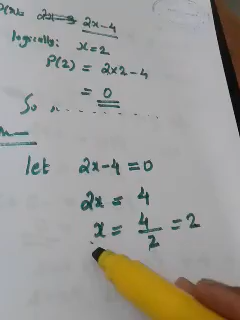 2x-4
logically: x=2
P(2) = 2x2-4
= 0
So
let 2x-4=0
2x = 4
x = 4/2 = 2